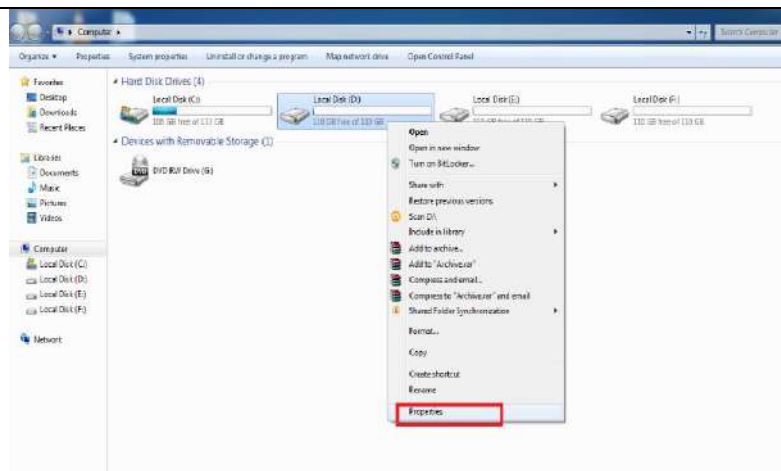 Computer
Search Computer
Organize
Properties
System properties
Uninstall or change a program
Map network drive
Open Control Panel
Favorites
Desktop
Downloads
Recent Places
Libraries
Documents
Music
Pictures
Videos
Computer
Local Disk (C:)
Local Disk (D:)
Local Disk (E:)
Local Disk (F:)
Network
Hard Disk Drives (4)
Local Disk (C:)
Local Disk (D:)
Local Disk (E:)
Local Disk (F:)
Devices with Removable Storage (1)
DVD
DVD RW Drive (G:)
Open
Open in new window
Turn on BitLocker...
Share with
Restore previous versions
Scan D:\
Include in library
Add to archive...
Add to "Archive.rar"
Compress and email...
Compress to "Archive.rar" and email
Shared Folder Synchronization
Format...
Copy
Create shortcut
Rename
Properties